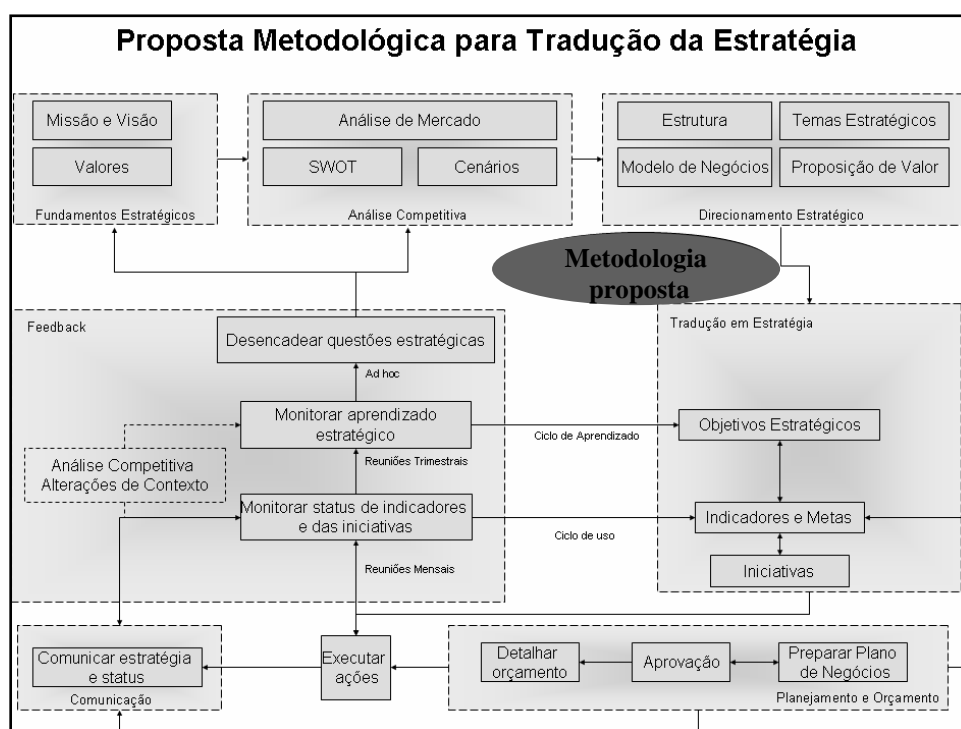 Proposta Metodológica para Tradução da Estratégia
Missão e Visão
Valores
Fundamentos Estratégicos
Análise de Mercado
SWOT
Cenários
Análise Competitiva
Estrutura
Temas Estratégicos
Modelo de Negócios
Proposição de Valor
Direcionamento Estratégico
Metodologia
proposta
Feedback
Desencadear questões estratégicas
Ad hoc
Monitorar aprendizado
estratégico
Reuniões Trimestrais
Análise Competitiva
Alterações de Contexto
Monitorar status de indicadores
e das iniciativas
Reuniões Mensais
Ciclo de Aprendizado
Ciclo de uso
Tradução em Estratégia
Objetivos Estratégicos
Indicadores e Metas
Iniciativas
Comunicar estratégia
e status
Comunicação
Executar
ações
Detalhar
orçamento
Aprovação
Preparar Plano
de Negócios
Planejamento e Orçamento